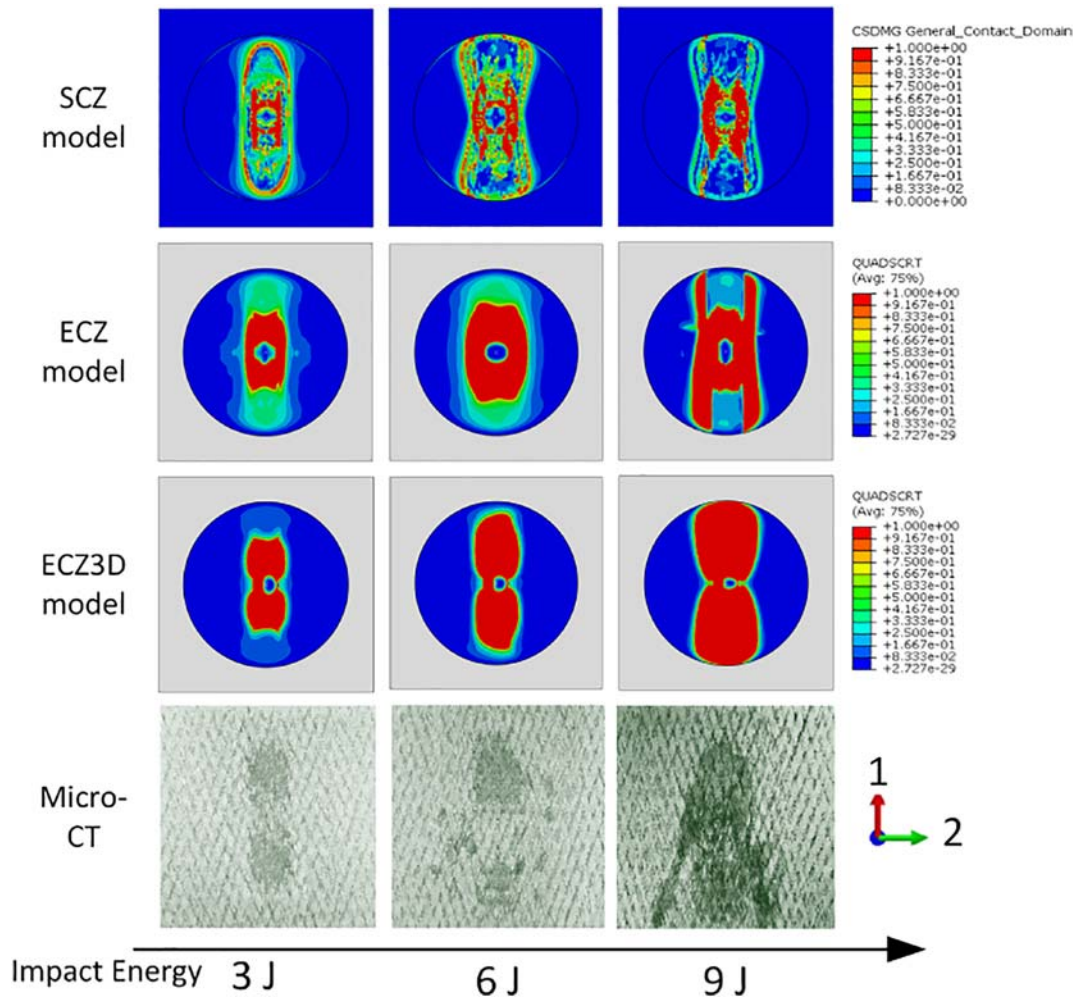 SCZ
model
CSDMG General_Contact_Domain
+1.000e+00
+9.167e-01
+8.333e-01
+7.500e-01
+6.667e-01
+5.833e-01
+5.000e-01
+4.167e-01
+3.333e-01
+2.500e-01
+1.667e-01
+8.333e-02
+0.000e+00
ECZ
model
QUADSCRT
(Avg: 75%)
+1.000e+00
+9.167e-01
+8.333e-01
+7.500e-01
+6.667e-01
+5.833e-01
+5.000e-01
+4.167e-01
+3.333e-01
+2.500e-01
+1.667e-01
+8.333e-02
+2.727e-29
ECZ3D
model
QUADSCRT
(Avg: 75%)
+1.000e+00
+9.167e-01
+8.333e-01
+7.500e-01
+6.667e-01
+5.833e-01
+5.000e-01
+4.167e-01
+3.333e-01
+2.500e-01
+1.667e-01
+8.333e-02
+2.727e-29
Micro-
CT
1
2
Impact Energy 3 J 6 J 9 J